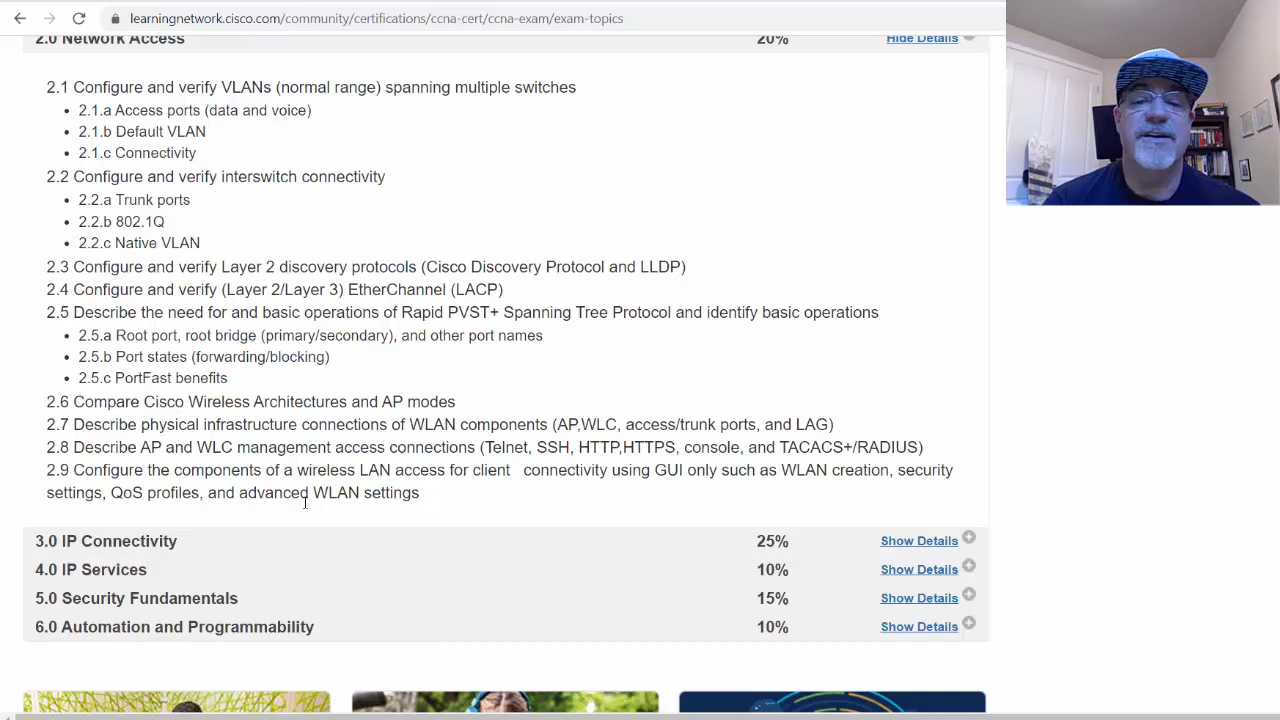 learningnetwork.cisco.com/community/certifications/ccna-cert/ccna-exam/exam-topics
2.0 Network Access 20% Hide Details
2.1 Configure and verify VLANs (normal range) spanning multiple switches
• 2.1.a Access ports (data and voice)
• 2.1.b Default VLAN
• 2.1.c Connectivity
2.2 Configure and verify interswitch connectivity
• 2.2.a Trunk ports
• 2.2.b 802.1Q
• 2.2.c Native VLAN
2.3 Configure and verify Layer 2 discovery protocols (Cisco Discovery Protocol and LLDP)
2.4 Configure and verify (Layer 2/Layer 3) EtherChannel (LACP)
2.5 Describe the need for and basic operations of Rapid PVST+ Spanning Tree Protocol and identify basic operations
• 2.5.a Root port, root bridge (primary/secondary), and other port names
• 2.5.b Port states (forwarding/blocking)
• 2.5.c PortFast benefits
2.6 Compare Cisco Wireless Architectures and AP modes
2.7 Describe physical infrastructure connections of WLAN components (AP,WLC, access/trunk ports, and LAG)
2.8 Describe AP and WLC management access connections (Telnet, SSH, HTTP,HTTPS, console, and TACACS+/RADIUS)
2.9 Configure the components of a wireless LAN access for client connectivity using GUI only such as WLAN creation, security
settings, QoS profiles, and advanced WLAN settings
3.0 IP Connectivity 25% Show Details
4.0 IP Services 10% Show Details
5.0 Security Fundamentals 15% Show Details
6.0 Automation and Programmability 10% Show Details